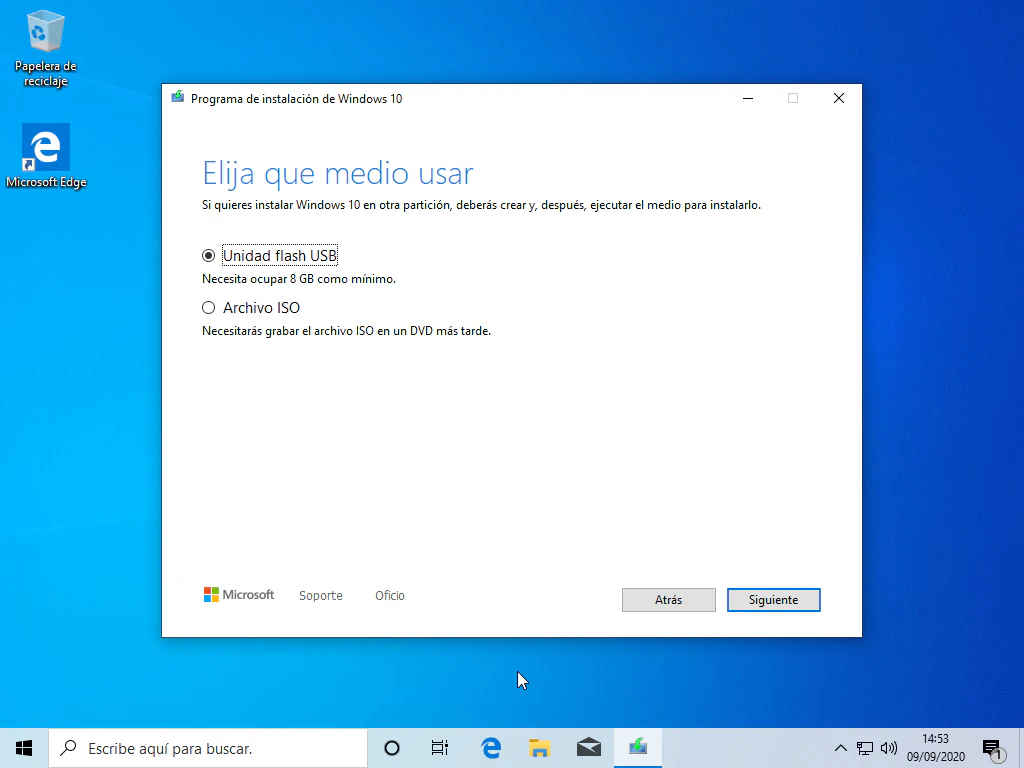 Papelera de
reciclaje
Microsoft Edge
Programa de instalación de Windows 10
Elija que medio usar
Si quieres instalar Windows 10 en otra partición, deberás crear y, después, ejecutar el medio para instalarlo.
Unidad flash USB
Necesita ocupar 8 GB como mínimo.
Archivo ISO
Necesitarás grabar el archivo ISO en un DVD más tarde.
Microsoft Soporte Oficio
Atrás Siguiente
Escribe aquí para buscar.
14:53
09/09/2020
1